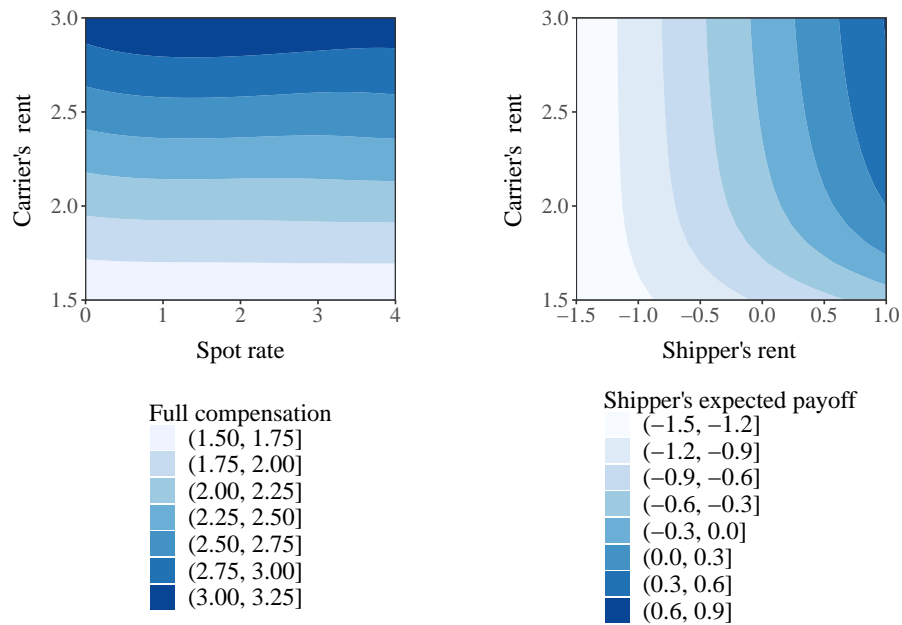 3.0
2.5
2.0
1.5
Carrier's rent
0 1 2 3 4
Spot rate
3.0
2.5
2.0
1.5
Carrier's rent
−1.5 −1.0 −0.5 0.0 0.5 1.0
Shipper's rent
Full compensation
(1.50, 1.75]
(1.75, 2.00]
(2.00, 2.25]
(2.25, 2.50]
(2.50, 2.75]
(2.75, 3.00]
(3.00, 3.25]
Shipper's expected payoff
(−1.5, −1.2]
(−1.2, −0.9]
(−0.9, −0.6]
(−0.6, −0.3]
(−0.3, 0.0]
(0.0, 0.3]
(0.3, 0.6]
(0.6, 0.9]